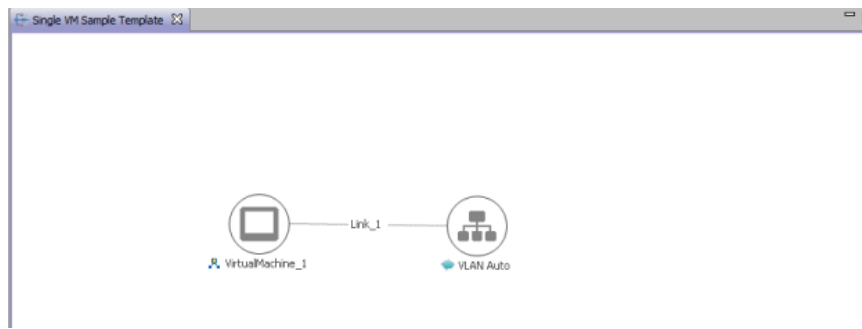 Single VM Sample Template
Link_1
VirtualMachine_1
VLAN Auto